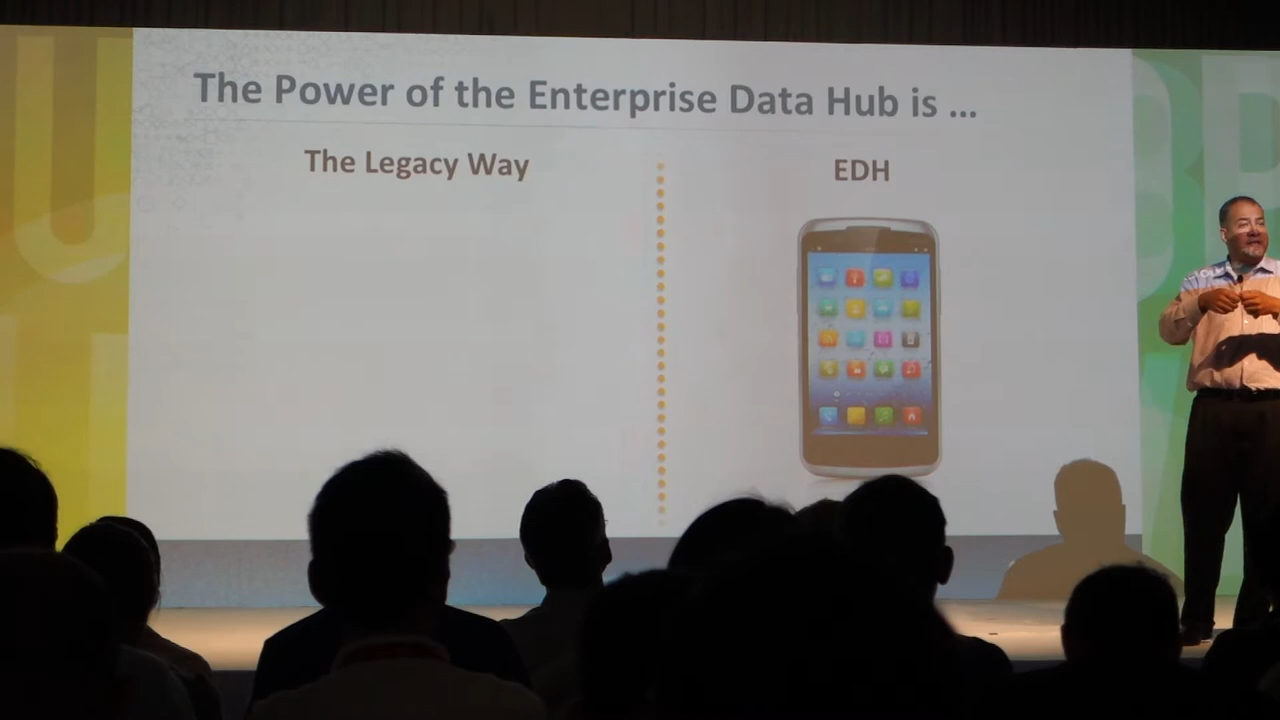 The Power of the Enterprise Data Hub is ...
The Legacy Way
EDH